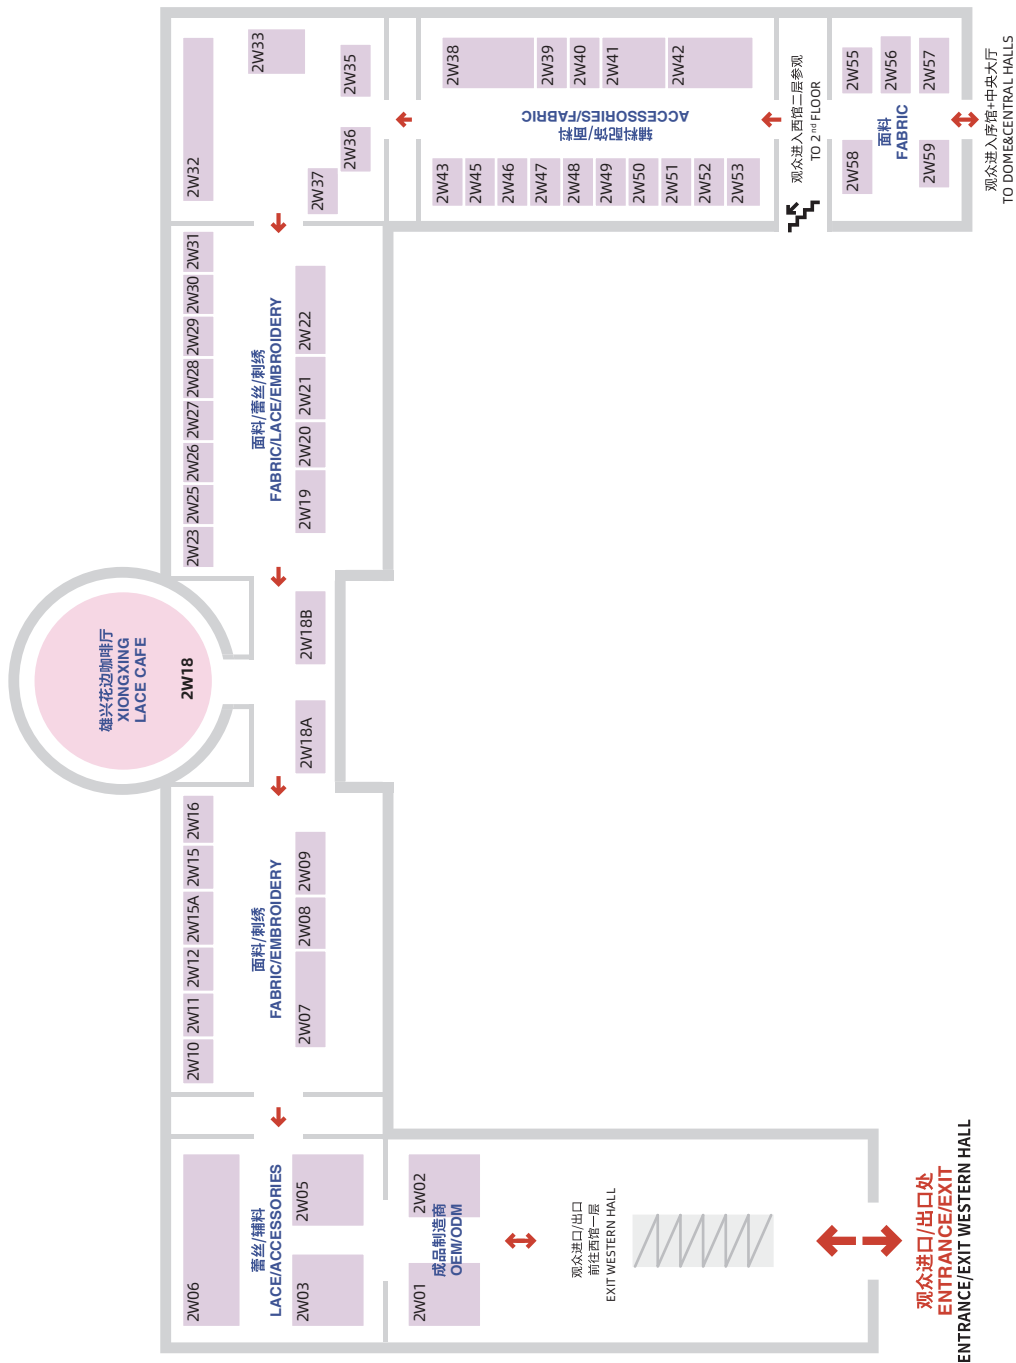 2W33
2W35
2W36
2W37
2W32
2W38
2W39
2W40
2W41
2W42
辅料配饰/面料
ACCESSORIES/FABRIC
2W43
2W45
2W46
2W47
2W48
2W49
2W50
2W51
2W52
2W53
观众进入西馆二层参观
TO 2nd FLOOR
2W55
2W56
2W57
面料
FABRIC
2W58
2W59
观众进入序馆+中央大厅
TO DOME&CENTRAL HALLS
2W31
2W30
2W29
2W28
2W27
2W26
2W25
2W23
面料/蕾丝/刺绣
FABRIC/LACE/EMBROIDERY
2W22
2W21
2W20
2W19
雄兴花边咖啡厅
XIONGXING
LACE CAFE
2W18
2W18B
2W18A
2W16
2W15
2W15A
2W12
2W11
2W10
面料/刺绣
FABRIC/EMBROIDERY
2W09
2W08
2W07
2W06
蕾丝/辅料
LACE/ACCESSORIES
2W05
2W03
2W02
2W01
成品制造商
OEM/ODM
观众进口/出口
前往西馆一层
EXIT WESTERN HALL
观众进口/出口处
ENTRANCE/EXIT
ENTRANCE/EXIT WESTERN HALL